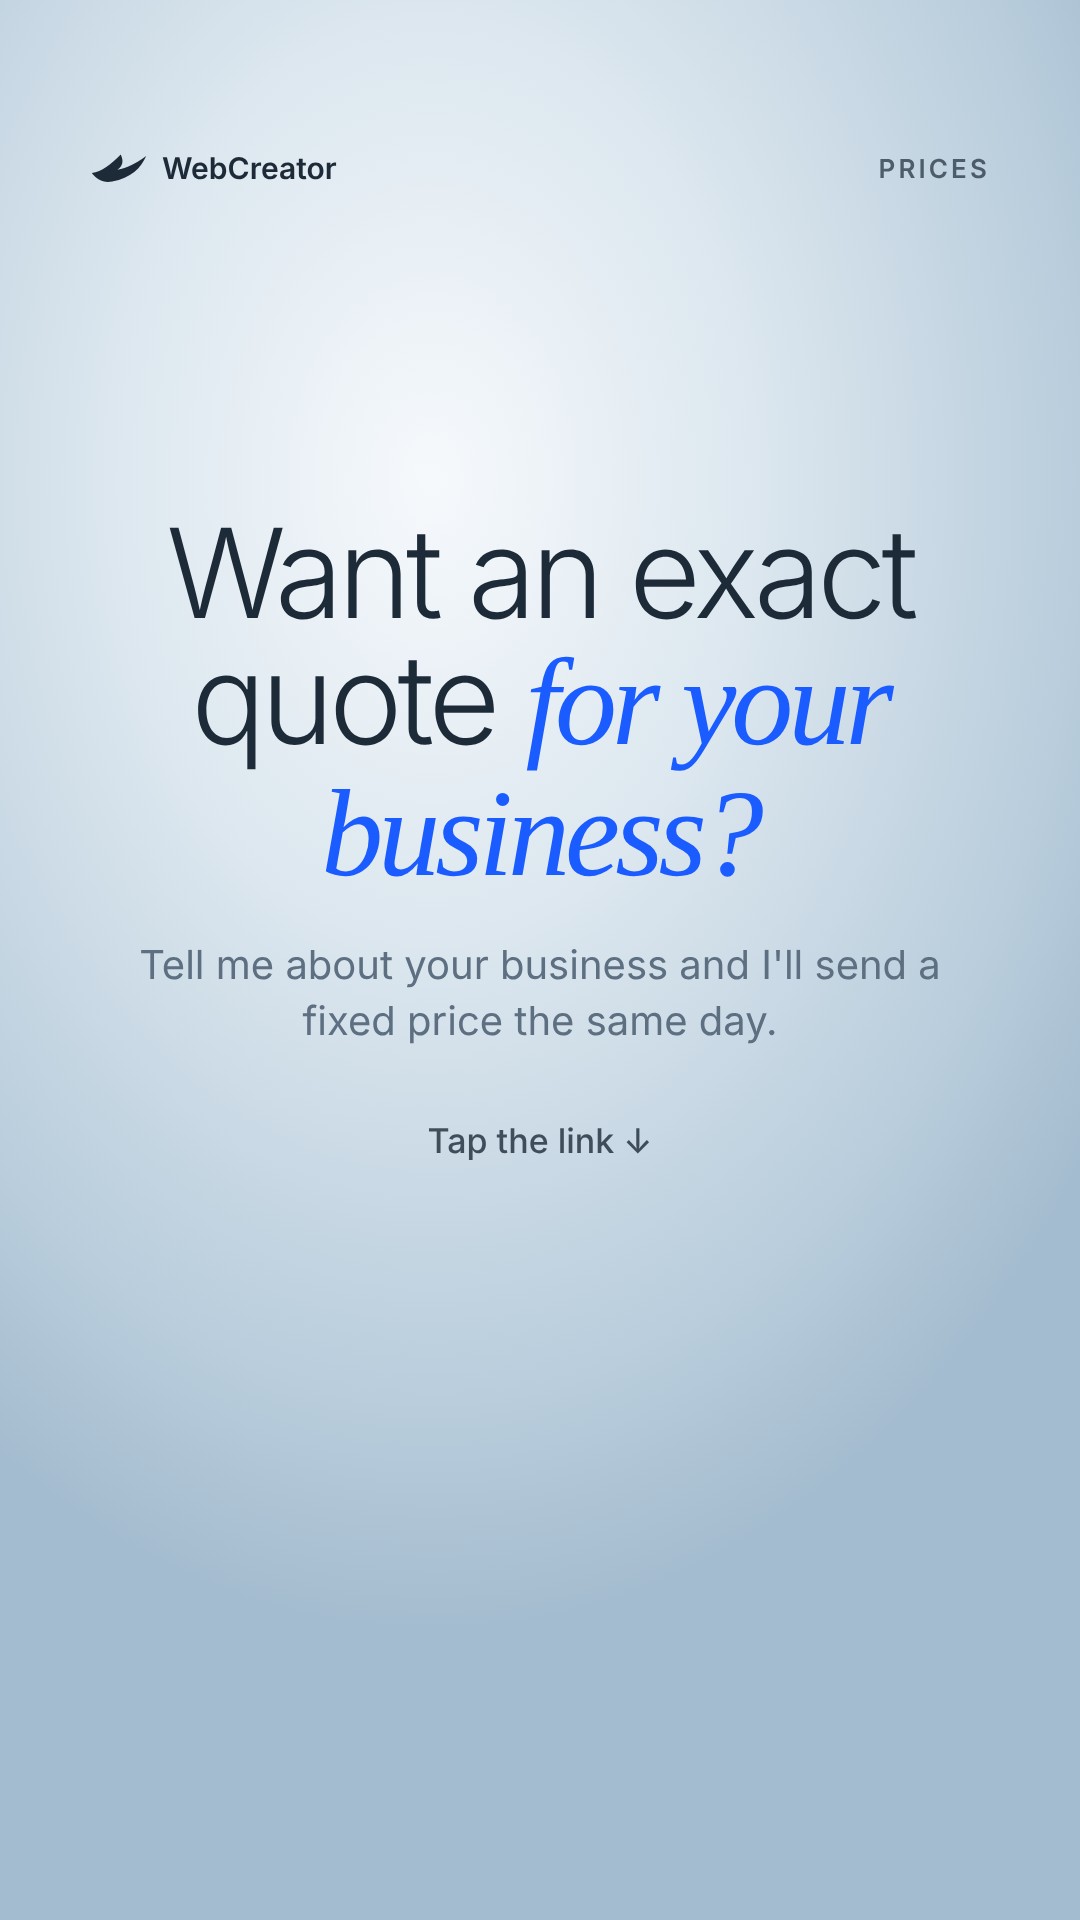 WebCreator
PRICES
Want an exact
quote for your
business?
Tell me about your business and I'll send a
fixed price the same day.
Tap the link ↓